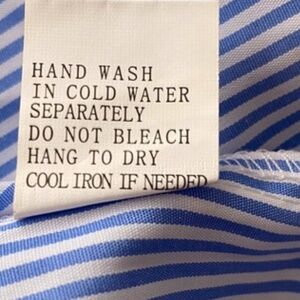 HAND WASH
IN COLD WATER
SEPARATELY
DO NOT BLEACH
HANG TO DRY
COOL IRON IF NEEDED